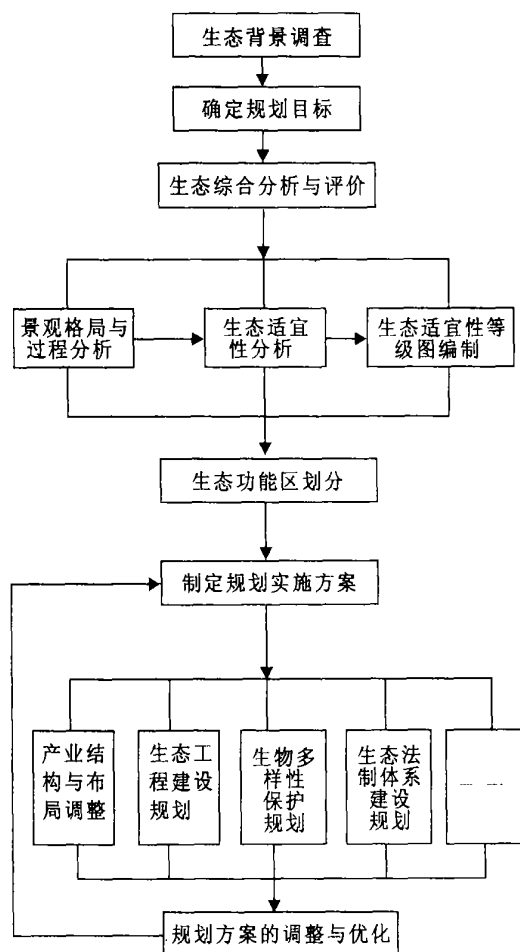 生态背景调查
确定规划目标
生态综合分析与评价
景观格局与
过程分析
生态适宜
性分析
生态适宜性等
级图编制
生态功能区划分
制定规划实施方案
产业结
构与布
局调整
生态工
程建设
规划
生物多
样性
保护
规划
生态法
制体系
建设
规划
……
规划方案的调整与优化